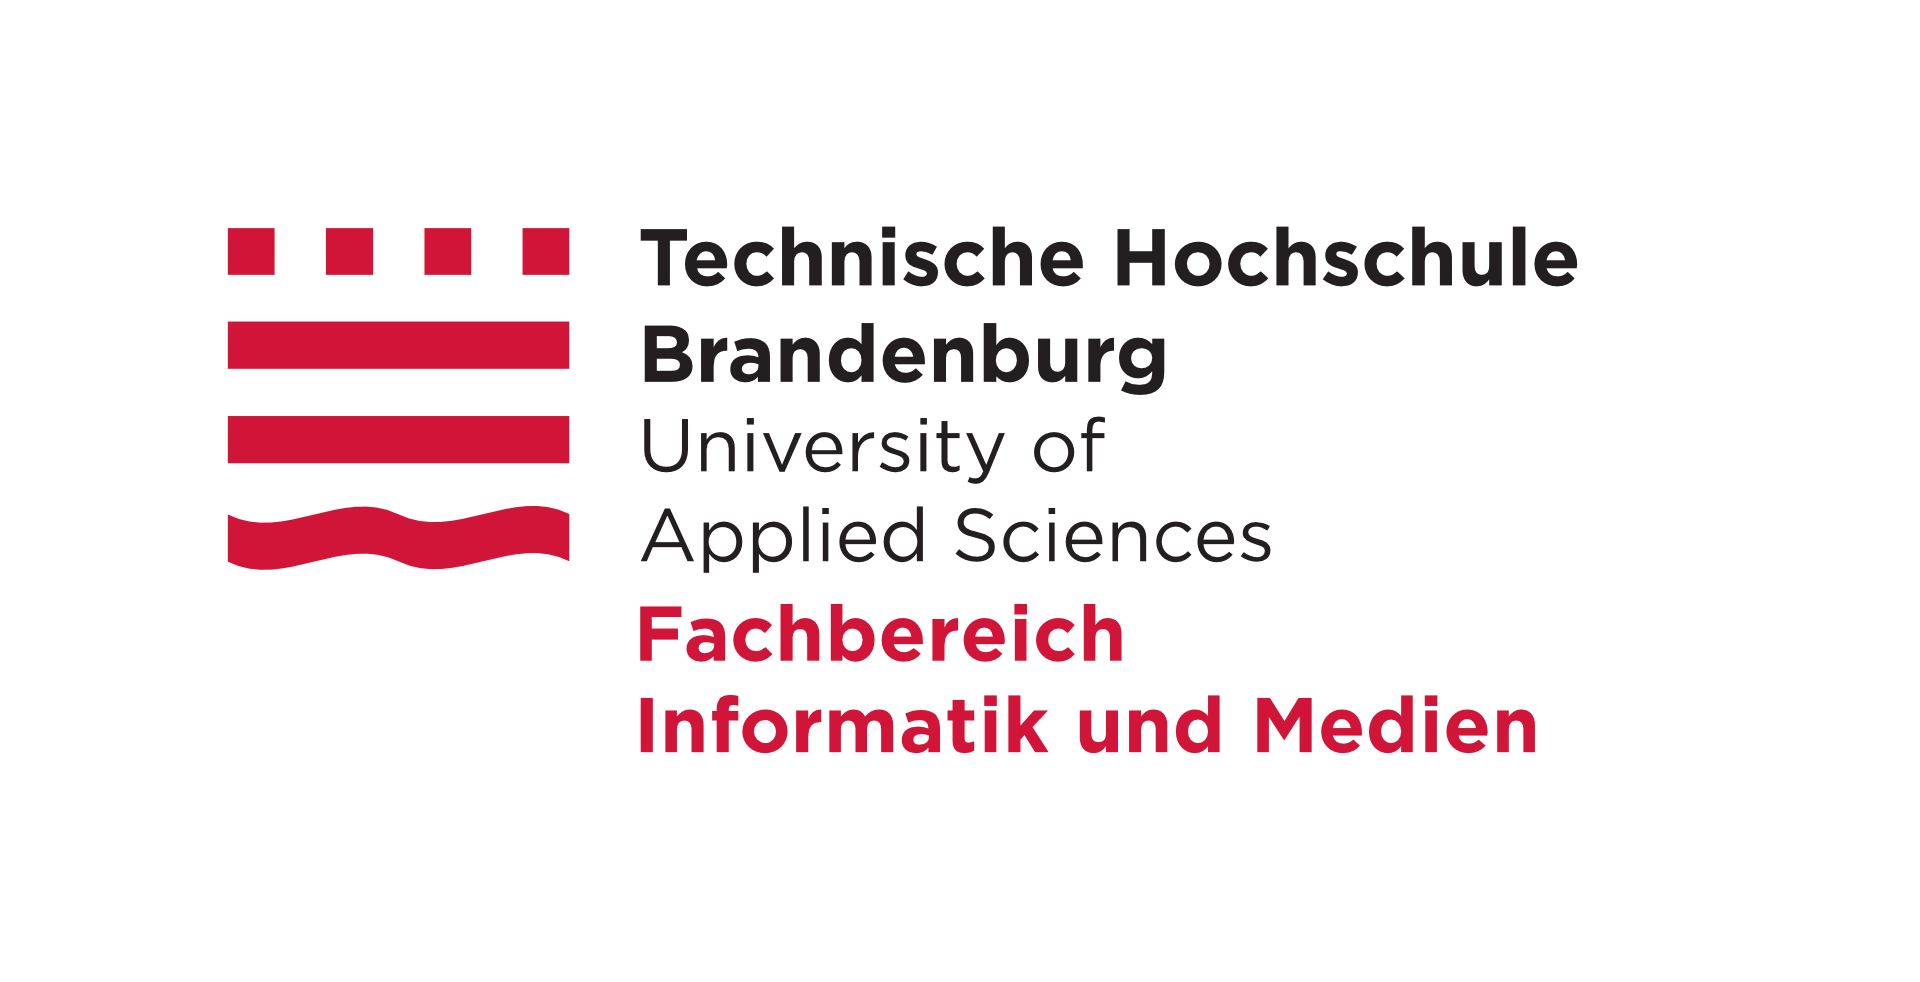 Technische Hochschule
Brandenburg
University of
Applied Sciences
Fachbereich
Informatik und Medien